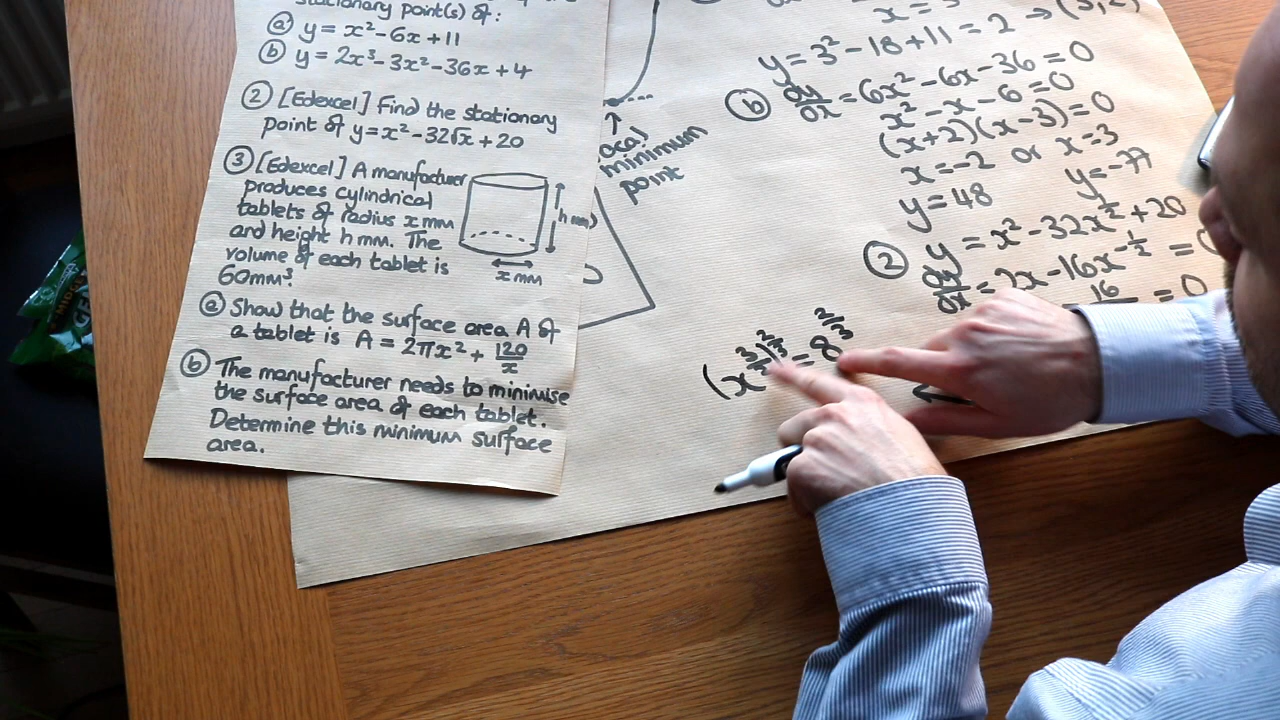 stationary point(s) of:
ⓐ y = x² - 6x + 11
ⓑ y = 2x³ - 3x² - 36x + 4
② [Edexcel] Find the stationary
point of y = x² - 32√x + 20
③ [Edexcel] A manufacturer
produces cylindrical
tablets of radius x mm
and height h mm. The
volume of each tablet is
60mm³.
h mm
x mm
ⓐ Show that the surface area A of
a tablet is A = 2πx² + 120/x
ⓑ The manufacturer needs to minimise
the surface area of each tablet.
Determine this minimum surface
area.
local
minimum
point
x = 3
y = 3² - 18 + 11 = 2 → (3,2)
ⓑ dy/dx = 6x² - 6x - 36 = 0
x² - x - 6 = 0
(x+2)(x-3) = 0
x = -2 or x = 3
y = 48 y = -77
② y = x² - 32x^½ + 20
dy/dx = 2x - 16x^-½ = 0
16 = 0
(x^3/2)^2/3 = 8^2/3